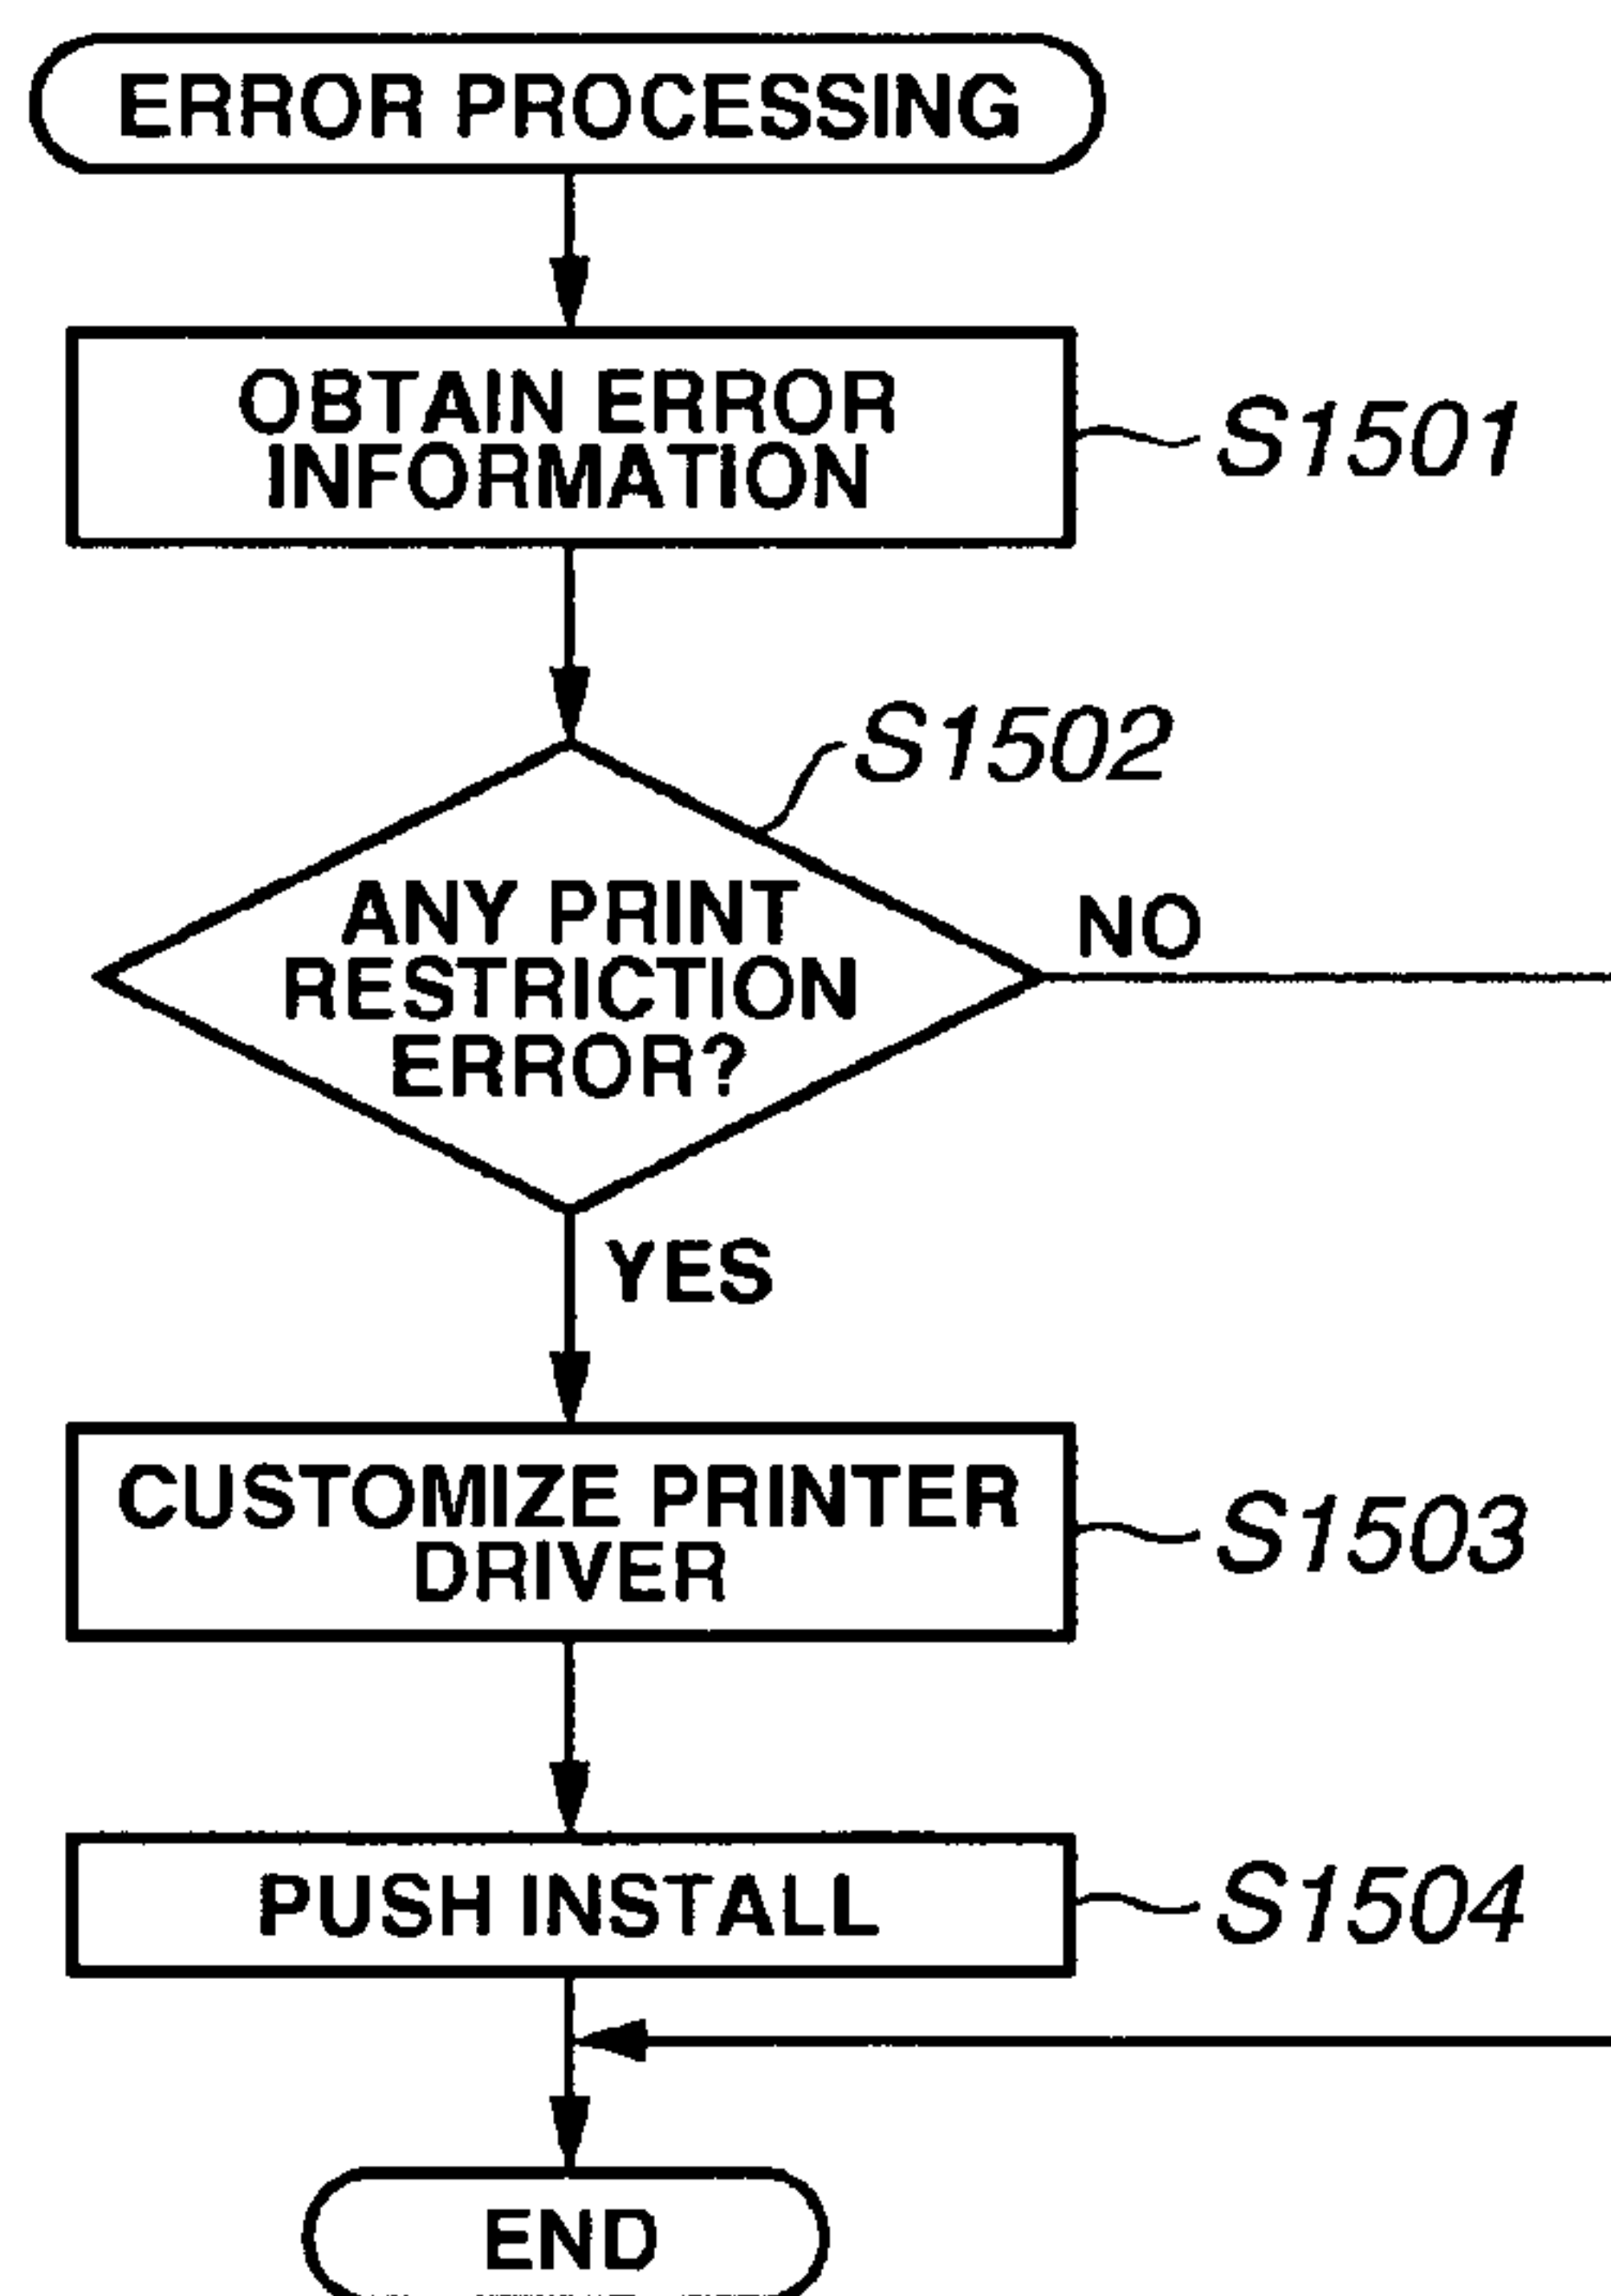 ERROR PROCESSING
OBTAIN ERROR
INFORMATION
S1501
S1502
ANY PRINT
RESTRICTION
ERROR?
NO
YES
CUSTOMIZE PRINTER
DRIVER
S1503
PUSH INSTALL
S1504
END